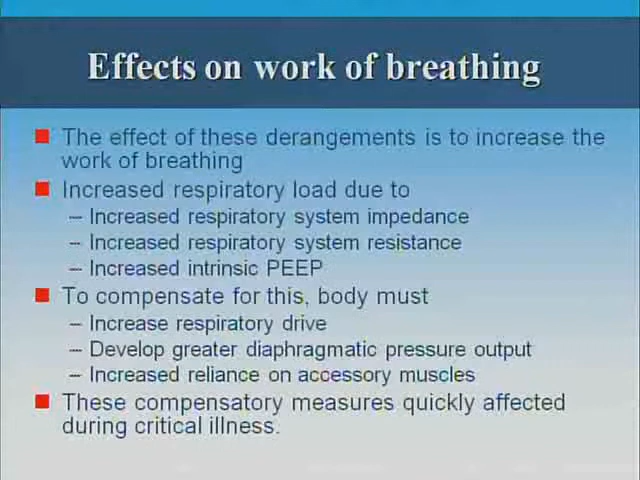 Effects on work of breathing
The effect of these derangements is to increase the
work of breathing
Increased respiratory load due to
– Increased respiratory system impedance
– Increased respiratory system resistance
– Increased intrinsic PEEP
To compensate for this, body must
– Increase respiratory drive
– Develop greater diaphragmatic pressure output
– Increased reliance on accessory muscles
These compensatory measures quickly affected
during critical illness.